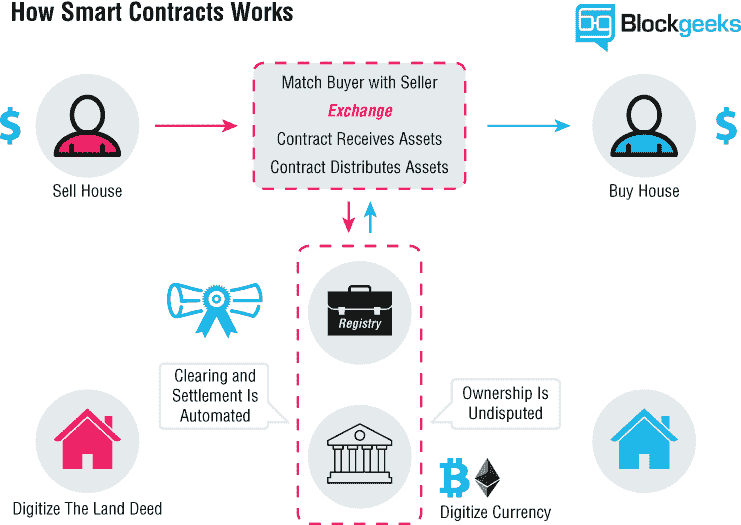 How Smart Contracts Works
Blockgeeks
Match Buyer with Seller
Exchange
Contract Receives Assets
Contract Distributes Assets
$
$
Sell House
Buy House
Registry
Clearing and
Settlement Is
Automated
Ownership Is
Undisputed
Digitize The Land Deed
Digitize Currency